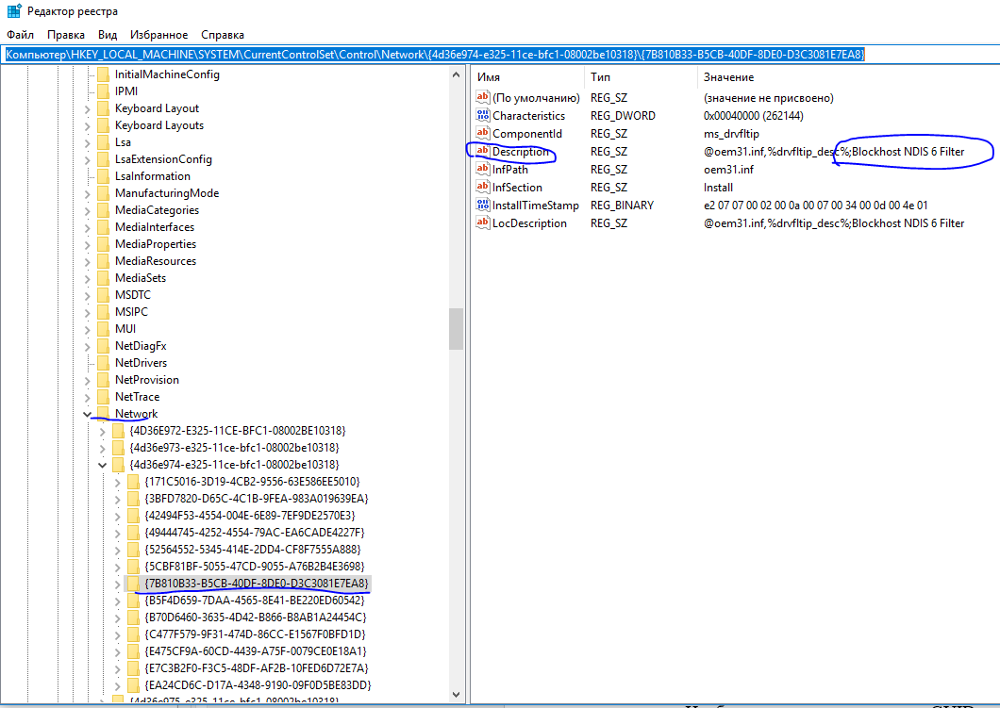 Редактор реестра
Файл Правка Вид Избранное Справка
Компьютер\HKEY_LOCAL_MACHINE\SYSTEM\CurrentControlSet\Control\Network\{4d36e974-e325-11ce-bfc1-08002be10318}\{7B810B33-B5CB-40DF-8DE0-D3C3081E7EA8}
InitialMachineConfig
IPMI
Keyboard Layout
Keyboard Layouts
Lsa
LsaExtensionConfig
LsaInformation
ManufacturingMode
MediaCategories
MediaInterfaces
MediaProperties
MediaResources
MediaSets
MSDTC
MSIPC
MUI
NetDiagFx
NetDrivers
NetProvision
NetTrace
Network
{4D36E972-E325-11CE-BFC1-08002BE10318}
{4d36e973-e325-11ce-bfc1-08002be10318}
{4d36e974-e325-11ce-bfc1-08002be10318}
{171C5016-3D19-4CB2-9556-63E586EE5010}
{3BFD7820-D65C-4C1B-9FEA-983A019639EA}
{42494F53-4554-004E-6E89-7EF9DE2570E3}
{49444745-4252-4554-79AC-EA6CADE4227F}
{52564552-5345-414E-2DD4-CF8F7555A888}
{5CBF81BF-5055-47CD-9055-A76B2B4E3698}
{7B810B33-B5CB-40DF-8DE0-D3C3081E7EA8}
{B5F4D659-7DAA-4565-8E41-BE220ED60542}
{B70D6460-3635-4D42-B866-B8AB1A24454C}
{C477F579-9F31-474D-86CC-E1567F0BFD1D}
{E475CF9A-60CD-4439-A75F-0079CE0E18A1}
{E7C3B2F0-F3C5-48DF-AF2B-10FED6D72E7A}
{EA24CD6C-D17A-4348-9190-09F0D5BE83DD}
{4d36e975-e325-11ce-bfc1-08002be10318}
Имя Тип Значение
(По умолчанию) REG_SZ (значение не присвоено)
Characteristics REG_DWORD 0x00040000 (262144)
ComponentId REG_SZ ms_drvfltip
Description REG_SZ @oem31.inf,%drvfltip_desc%;Blockhost NDIS 6 Filter
InfPath REG_SZ oem31.inf
InfSection REG_SZ Install
InstallTimeStamp REG_BINARY e2 07 07 00 02 00 0a 00 07 00 34 00 0d 00 4e 01
LocDescription REG_SZ @oem31.inf,%drvfltip_desc%;Blockhost NDIS 6 Filter